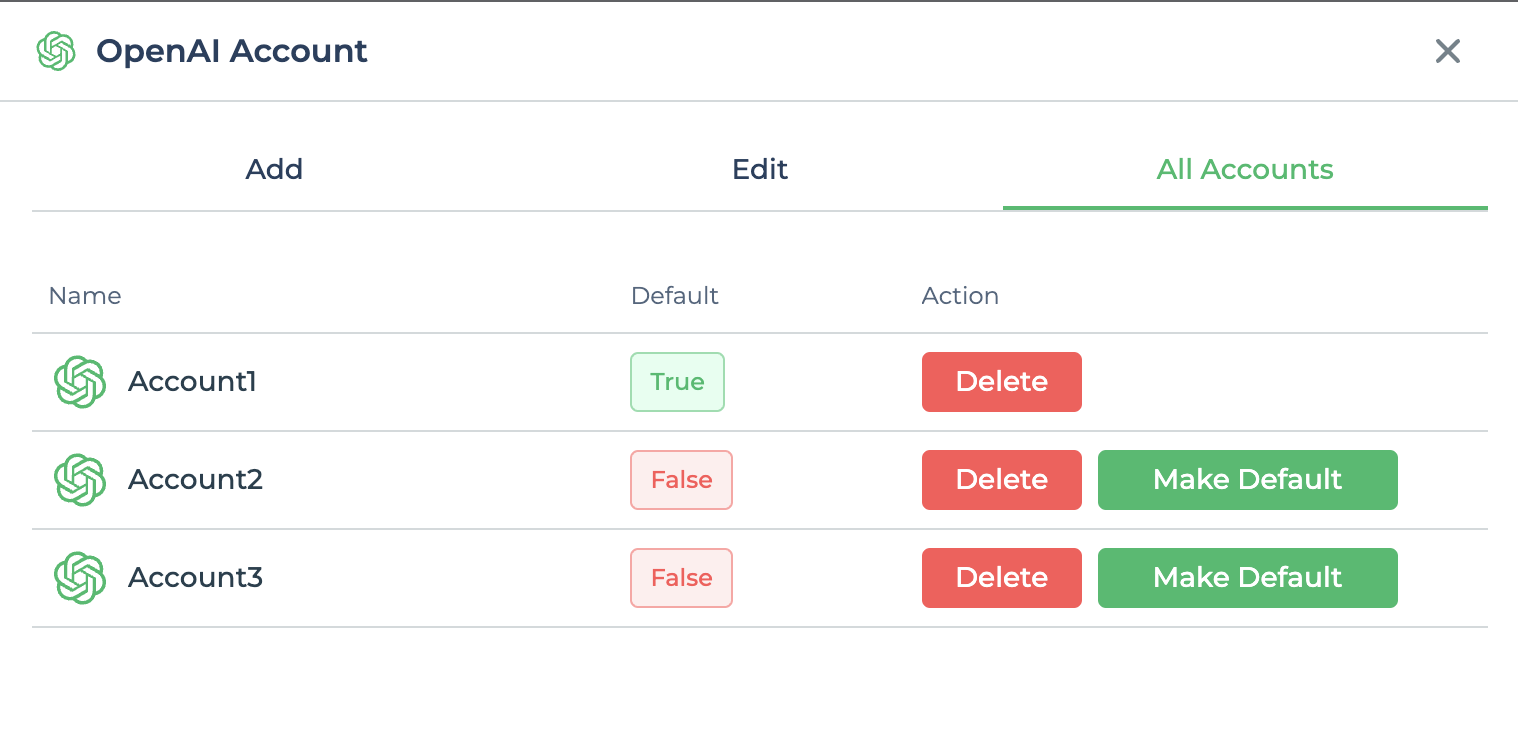 OpenAI Account
Add Edit All Accounts
Name Default Action
Account1 True Delete
Account2 False Delete Make Default
Account3 False Delete Make Default